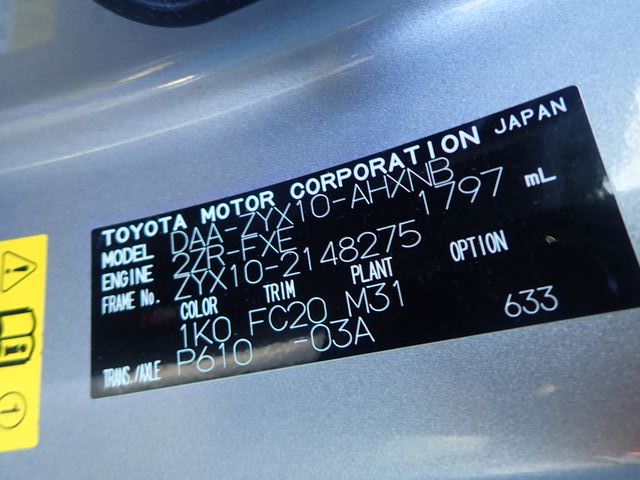 TOYOTA MOTOR CORPORATION JAPAN
MODEL DAA-ZYX10-AHXNB
ENGINE 2ZR-FXE 1797 mL
FRAME No. ZYX10-2148275
COLOR TRIM PLANT OPTION
1K0 FC20 M31
TRANS./AXLE P610 -03A 633
1